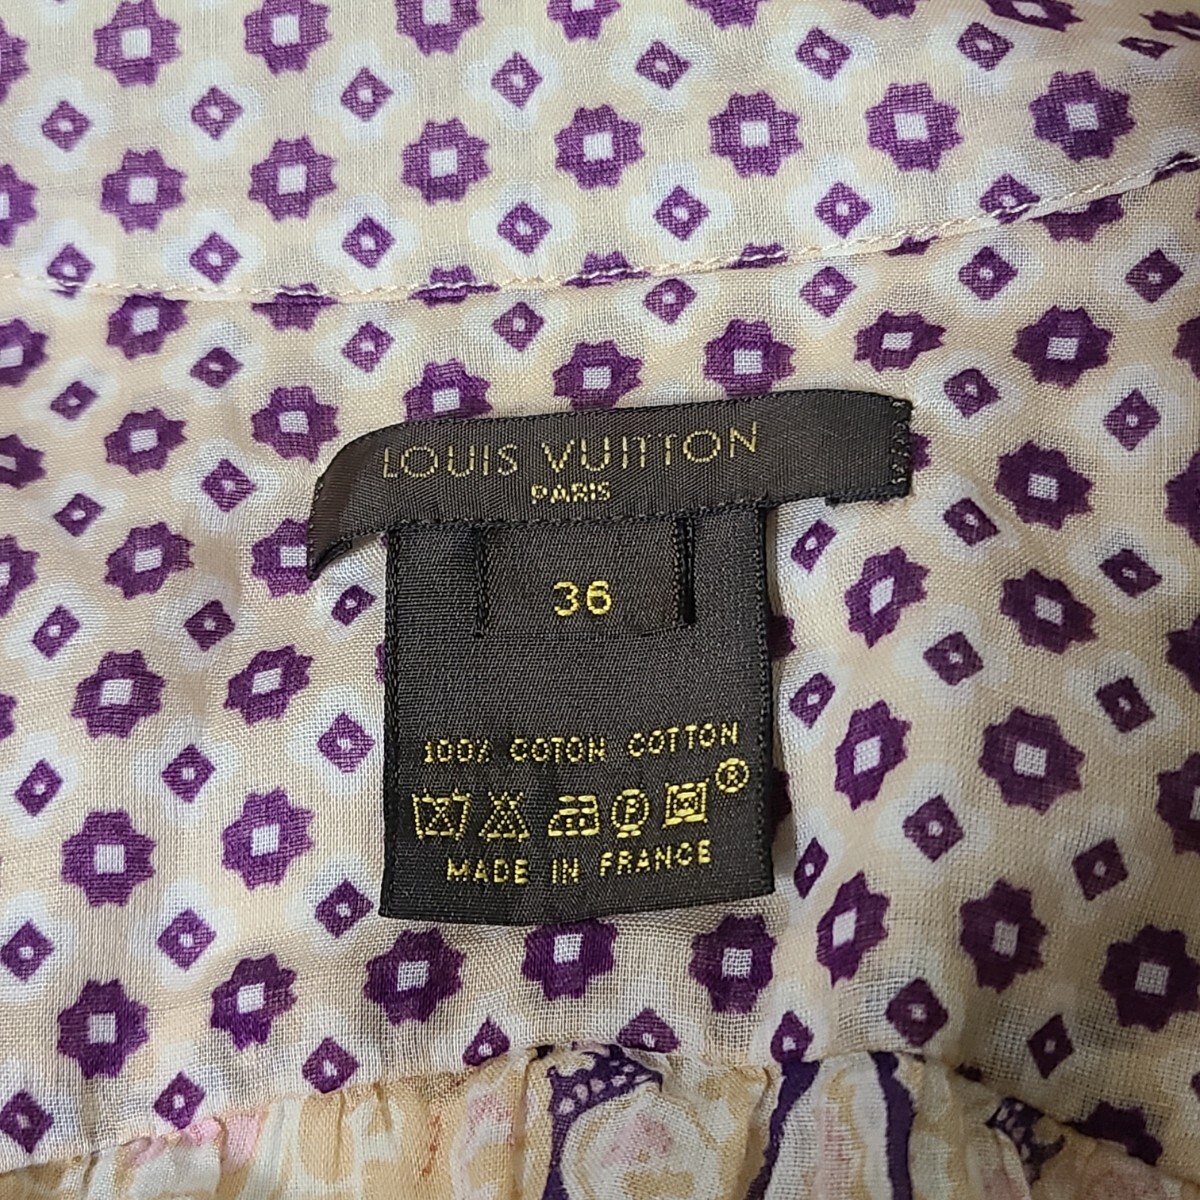 LOUIS VUITTON
PARIS
36
100% COTON COTTON
P ®
MADE IN FRANCE